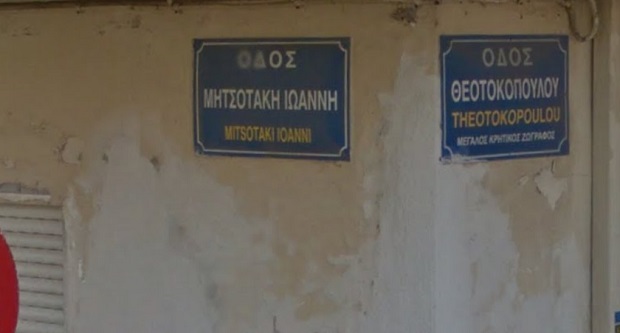 ΟΔΟΣ
ΜΗΤΣΟΤΑΚΗ ΙΩΑΝΝΗ
MITSOTAKI IOANNI
ΟΔΟΣ
ΘΕΟΤΟΚΟΠΟΥΛΟΥ
THEOTOKOPOULOU
ΜΕΓΑΛΟΣ ΚΡΗΤΙΚΟΣ ΖΩΓΡΑΦΟΣ